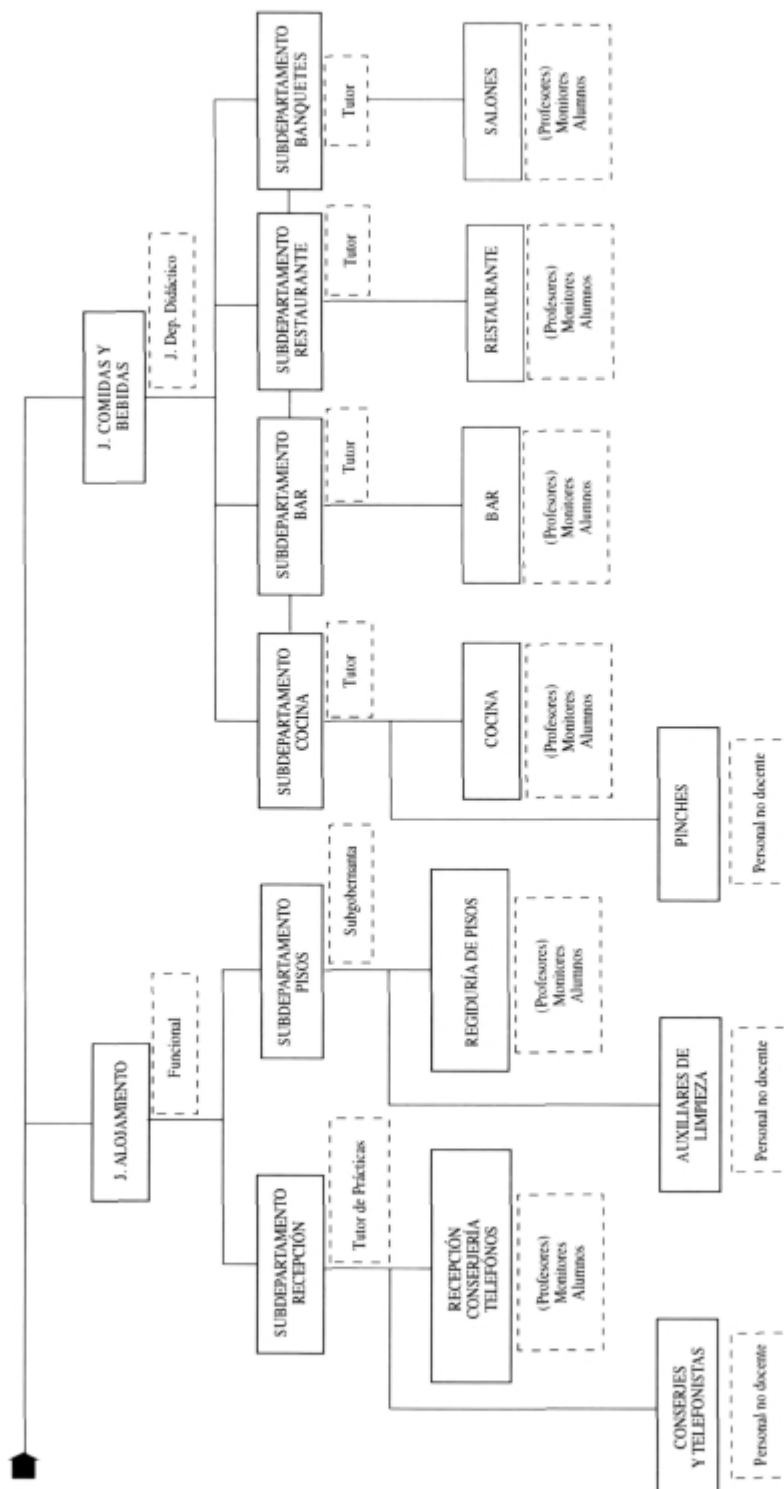 J. ALOJAMIENTO
Funcional
J. COMIDAS Y
BEBIDAS
J. Dep. Didáctico
SUBDEPARTAMENTO
RECEPCIÓN
Tutor de Prácticas
SUBDEPARTAMENTO
PISOS
Subgobernanta
SUBDEPARTAMENTO
COCINA
Tutor
SUBDEPARTAMENTO
BAR
Tutor
SUBDEPARTAMENTO
RESTAURANTE
Tutor
SUBDEPARTAMENTO
BANQUETES
Tutor
RECEPCIÓN
CONSERJERÍA
TELEFÓNOS
(Profesores)
Monitores
Alumnos
REGIDURÍA DE PISOS
(Profesores)
Monitores
Alumnos
COCINA
(Profesores)
Monitores
Alumnos
BAR
(Profesores)
Monitores
Alumnos
RESTAURANTE
(Profesores)
Monitores
Alumnos
SALONES
(Profesores)
Monitores
Alumnos
CONSERJES
Y TELEFONISTAS
Personal no docente
AUXILIARES DE
LIMPIEZA
Personal no docente
PINCHES
Personal no docente